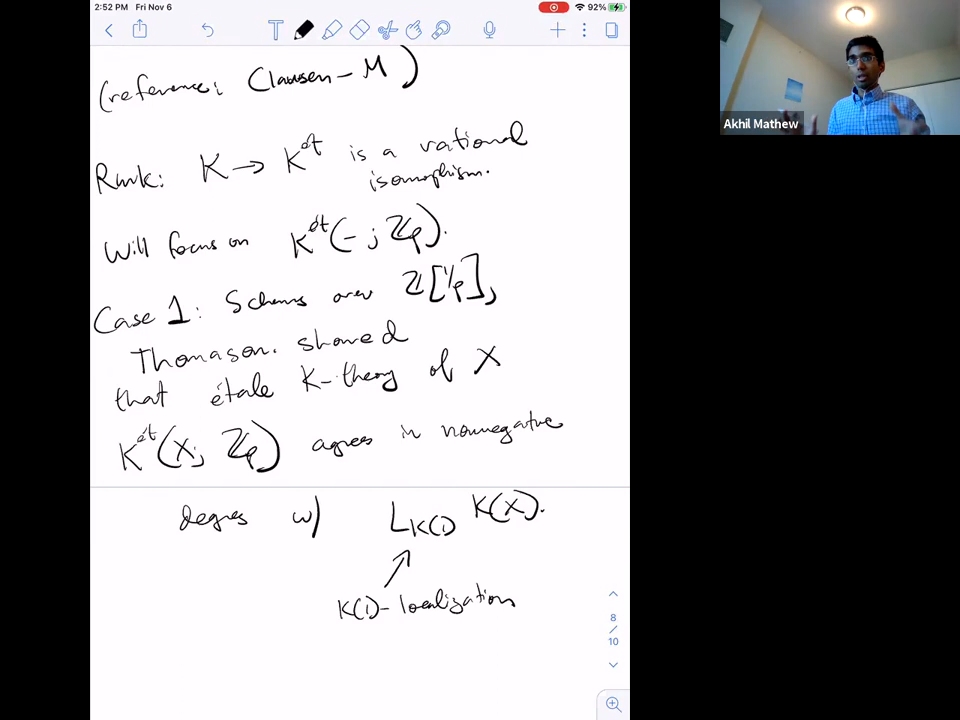 2:52 PM Fri Nov 6
92%
(reference: Clausen – M)
Rmk: K → K^ét is a rational
isomorphism.
Will focus on K^ét(-; ℤ_p).
Case 1: Schemes over ℤ[1/p],
Thomason showed
that étale K-theory of X
K^ét(X; ℤ_p) agrees in nonnegative
degrees w/ L_K(1) K(X).
K(1)-localization
8
/
10
Akhil Mathew